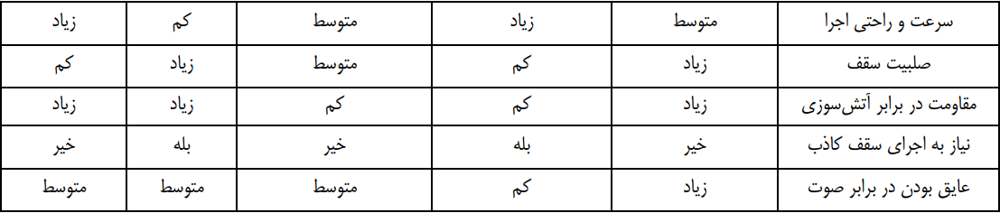 سرعت و راحتی اجرا متوسط زیاد متوسط کم زیاد
صلبیت سقف زیاد کم متوسط زیاد کم
مقاومت در برابر آتش‌سوزی زیاد کم کم زیاد زیاد
نیاز به اجرای سقف کاذب خیر بله خیر بله خیر
عایق بودن در برابر صوت زیاد کم متوسط متوسط متوسط